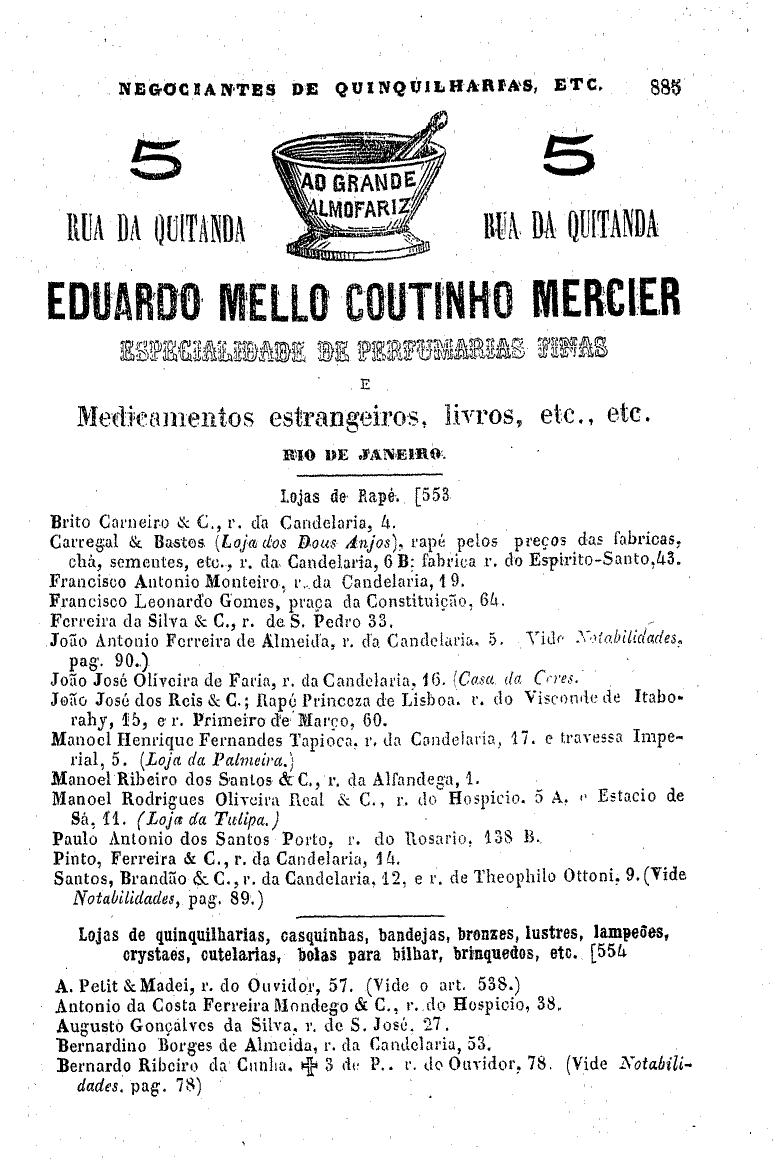 NEGOCIANTES DE QUINQUILHARIAS, ETC. 885
5 5
AO GRANDE
ALMOFARIZ
RUA DA QUITANDA RUA DA QUITANDA
EDUARDO MELLO COUTINHO MERCIER
ESPECIALIDADE DE PERFUMARIAS FINAS
E
Medicamentos estrangeiros, livros, etc., etc.
RIO DE JANEIRO.
Lojas de Rapé. [553
Brito Carneiro & C., r. da Candelaria, 4.
Carregal & Bastos (Loja dos Dous Anjos), rapé pelos preços das fabricas,
chá, sementes, etc., r. da Candelaria, 6 B; fabrica r. do Espirito-Santo, 43.
Francisco Antonio Monteiro, r. da Candelaria, 19.
Francisco Leonardo Gomes, praça da Constituição, 64.
Ferreira da Silva & C., r. de S. Pedro 33.
João Antonio Ferreira de Almeida, r. da Candelaria, 5. Vide Notabilidades,
pag. 90.)
João José Oliveira de Faria, r. da Candelaria, 16. (Casa da Ceres.
João José dos Reis & C.; Rapé Princeza de Lisboa. r. do Visconde de Itabo-
rahy, 15, e r. Primeiro de Março, 60.
Manoel Henrique Fernandes Tapioca, r. da Candelaria, 17. e travessa Impe-
rial, 5. (Loja da Palmeira.)
Manoel Ribeiro dos Santos & C., r. da Alfandega, 1.
Manoel Rodrigues Oliveira Real & C., r. do Hospicio. 5 A. e Estacio de
Sá, 11. (Loja da Tulipa.)
Paulo Antonio dos Santos Porto, r. do Rosario, 138 B.
Pinto, Ferreira & C., r. da Candelaria, 14.
Santos, Brandão & C., r. da Candelaria, 12, e r. de Theophilo Ottoni, 9. (Vide
Notabilidades, pag. 89.)
Lojas de quinquilharias, casquinhas, bandejas, bronzes, lustres, lampeões,
crystaes, cutelarias, bolas para bilhar, brinquedos, etc. [554
A. Petit & Madei, r. do Ouvidor, 57. (Vide o art. 538.)
Antonio da Costa Ferreira Mondego & C., r. do Hospicio, 38.
Augusto Gonçalves da Silva, r. de S. José, 27.
Bernardino Borges de Almeida, r. da Candelaria, 53.
Bernardo Ribeiro da Cunha, ✠ 3 de P., r. do Ouvidor, 78. (Vide Notabili-
dades, pag. 78)